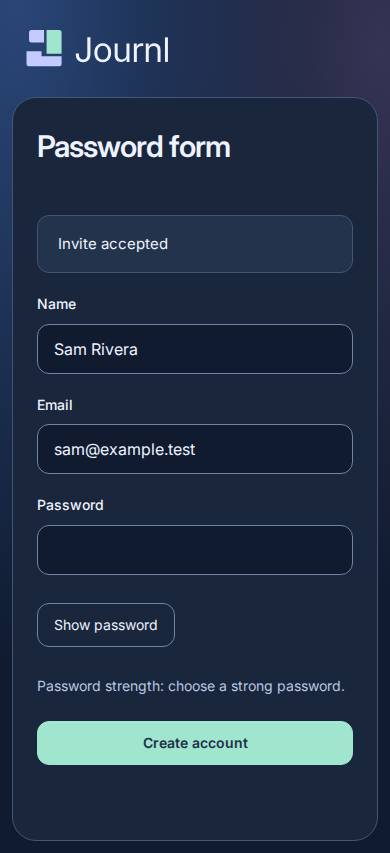 Journl
Password form
Invite accepted
Name
Sam Rivera
Email
sam@example.test
Password
Show password
Password strength: choose a strong password.
Create account